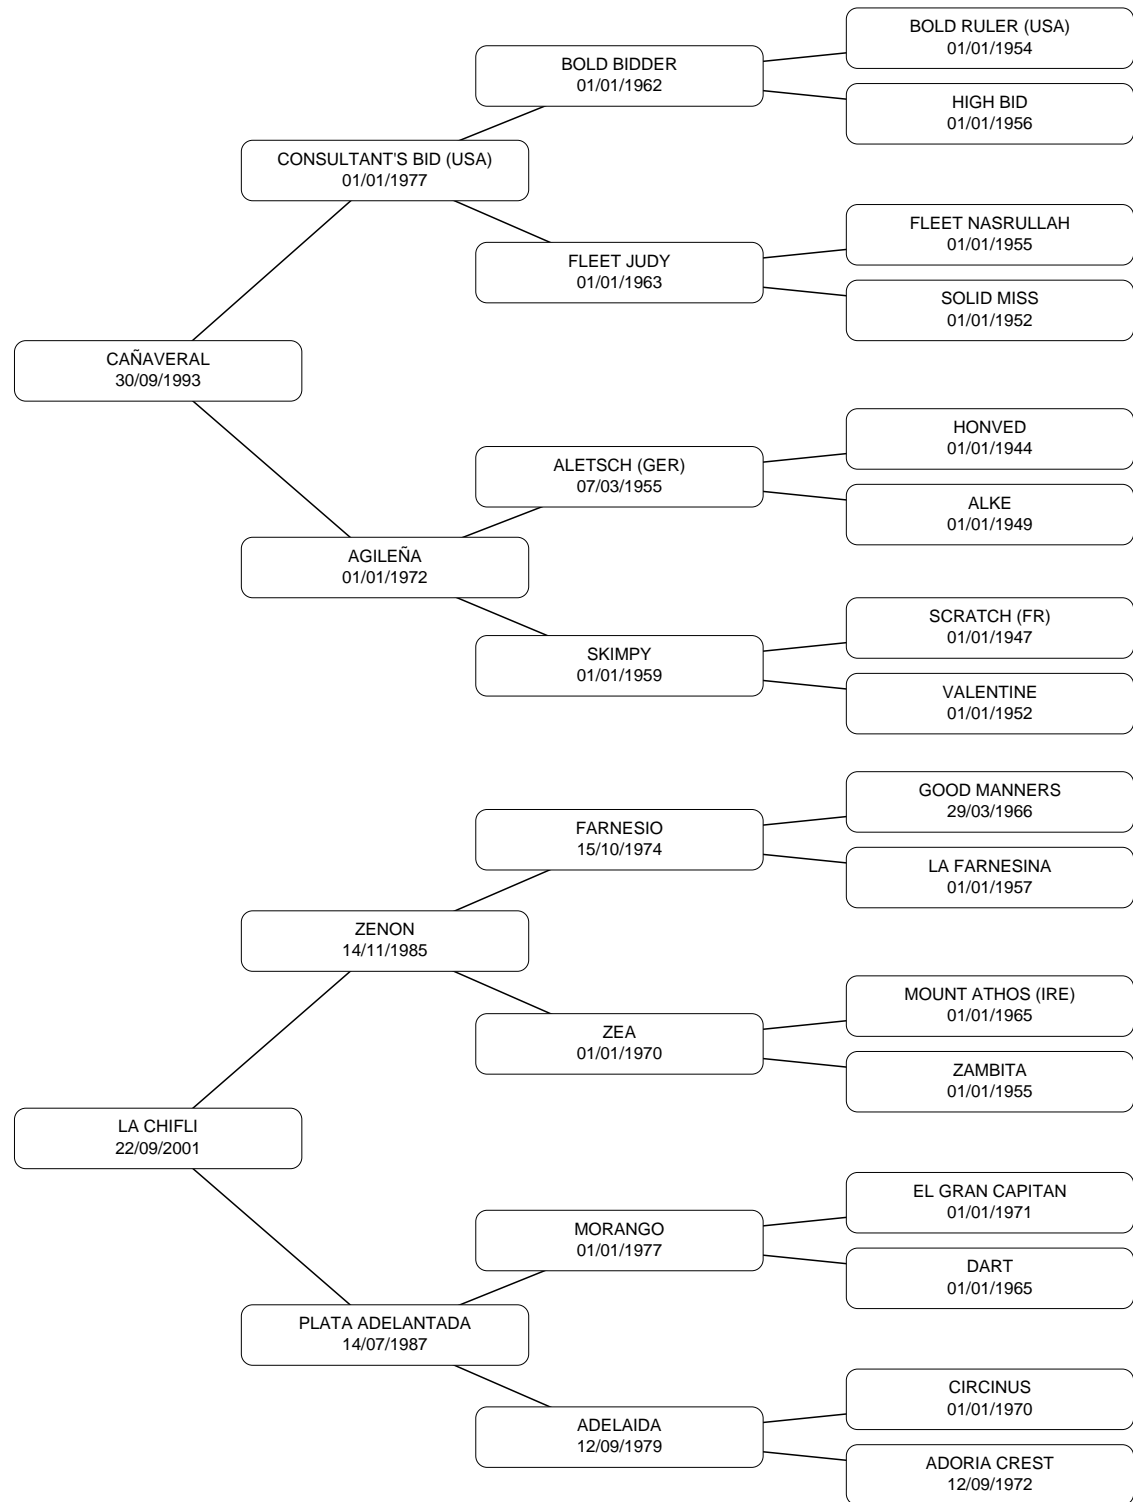 BOLD RULER (USA)
01/01/1954
BOLD BIDDER
01/01/1962
HIGH BID
01/01/1956
CONSULTANT'S BID (USA)
01/01/1977
FLEET NASRULLAH
01/01/1955
FLEET JUDY
01/01/1963
SOLID MISS
01/01/1952
CAÑAVERAL
30/09/1993
HONVED
01/01/1944
ALETSCH (GER)
07/03/1955
ALKE
01/01/1949
AGILEÑA
01/01/1972
SCRATCH (FR)
01/01/1947
SKIMPY
01/01/1959
VALENTINE
01/01/1952
GOOD MANNERS
29/03/1966
FARNESIO
15/10/1974
LA FARNESINA
01/01/1957
ZENON
14/11/1985
MOUNT ATHOS (IRE)
01/01/1965
ZEA
01/01/1970
ZAMBITA
01/01/1955
LA CHIFLI
22/09/2001
EL GRAN CAPITAN
01/01/1971
MORANGO
01/01/1977
DART
01/01/1965
PLATA ADELANTADA
14/07/1987
CIRCINUS
01/01/1970
ADELAIDA
12/09/1979
ADORIA CREST
12/09/1972